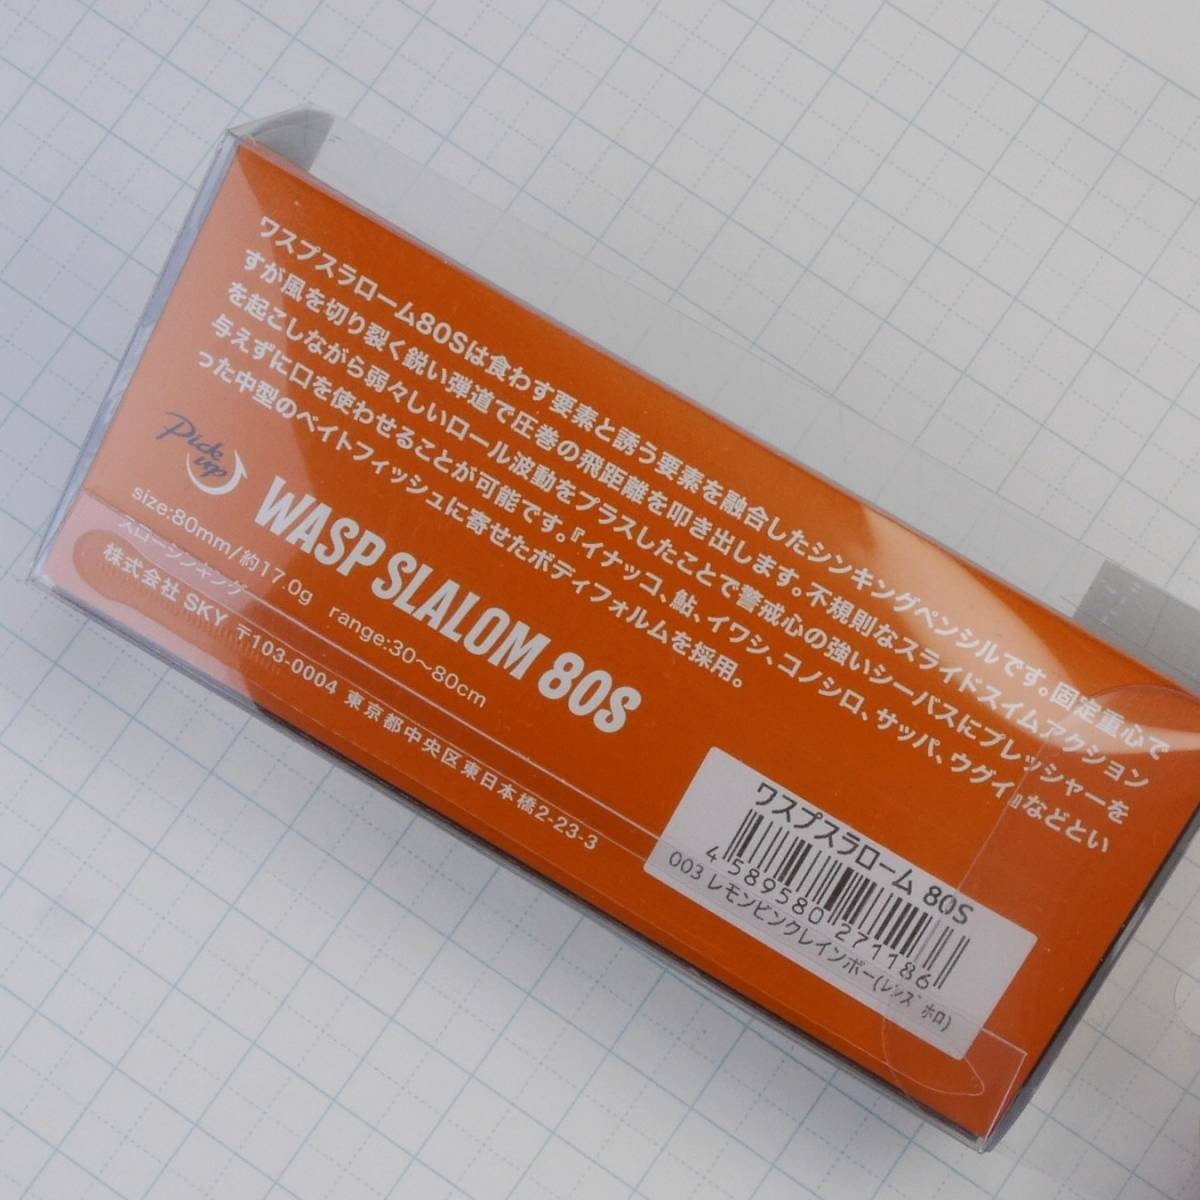 ワスプスラローム80Sは食わす要素と誘う要素を融合したシンキングペンシルです。固定重心で
すが風を切り裂く鋭い弾道で圧巻の飛距離を叩き出します。不規則なスライドスイムアクション
を起こしながら弱々しいロール波動をプラスしたことで警戒心の強いシーバスにプレッシャーを
与えずに口を使わせることが可能です。『イナッコ、鮎、イワシ、コノシロ、サッパ、ウグイ』などとい
った中型のベイトフィッシュに寄せたボディフォルムを採用。
Pick up
WASP SLALOM 80S
size:80mm/約17.0g range:30〜80cm
スローシンキング
株式会社 SKY 〒103-0004 東京都中央区東日本橋2-23-3
ワスプスラローム 80S
4 589580 271186
003 レモンピンクレインボー(レンズホロ)